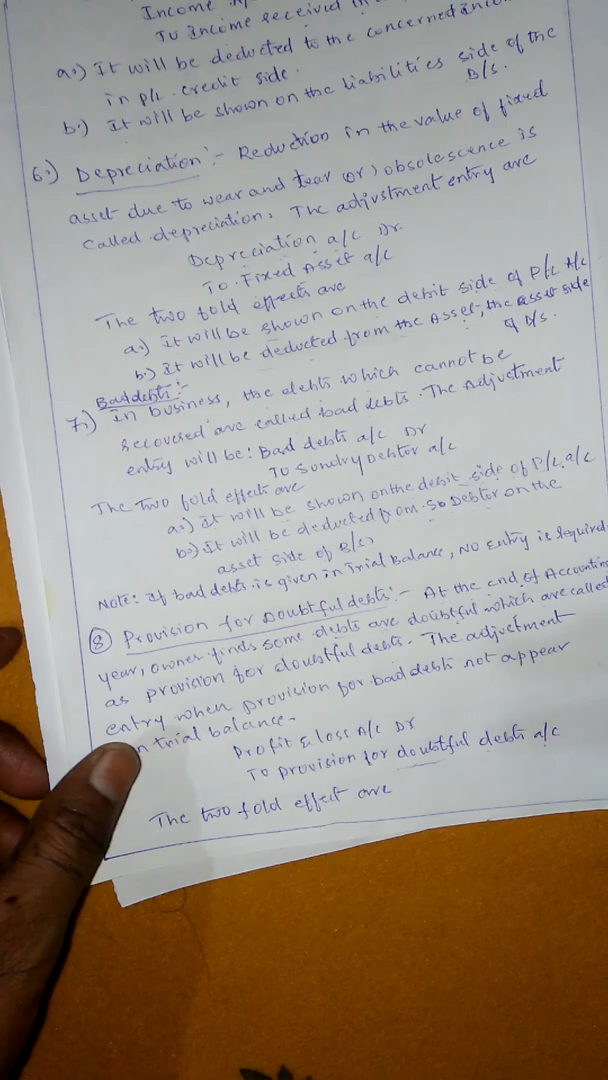 Income
To Income received in
a.) It will be deducted to the concerned inco
in P/L credit side.
b.) It will be shown on the liabilities side of the
B/S.
6.) Depreciation :- Reduction in the value of fixed
asset due to wear and tear (or) obsolescence is
called depreciation. The adjustment entry are
Depreciation a/c Dr.
To Fixed Asset a/c
The two fold effects are
a.) it will be shown on the debit side of P/L A/c
b.) It will be deducted from the Asset, the asset side
of B/S.
Bad debts :-
7.) In business, the debts which cannot be
recovered are called bad debts. The Adjustment
entry will be: Bad debts a/c Dr
To Sundry Debtor a/c
The two fold effect are
a.) It will be shown on the debit side of P/L a/c
b.) It will be deducted from So Debtor on the
asset side of B/S
Note: If bad debts is given in Trial Balance, No entry is required
8 Provision for Doubtful debts :- At the end of Accounting
year, owner finds some debts are doubtful which are called
as provision for doubtful debts. The adjustment
entry when provision for bad debts not appear
in trial balance.
Profit & Loss A/c Dr
To provision for doubtful debts a/c
The two fold effect are